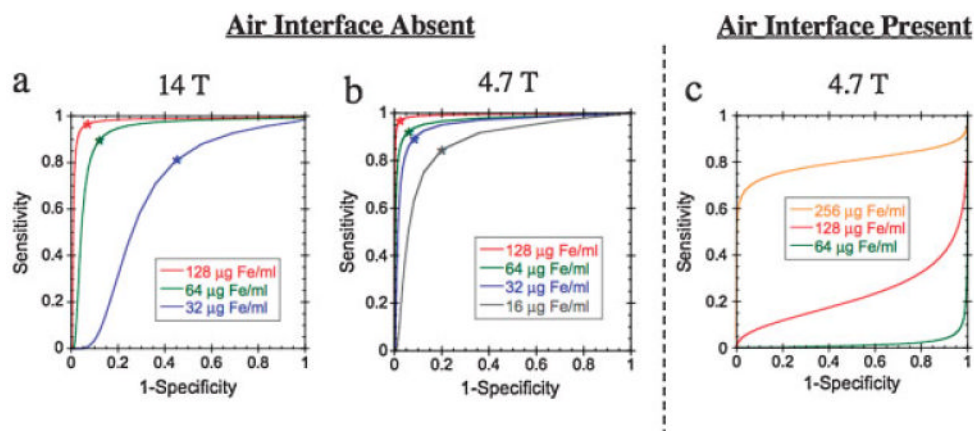 Air Interface Absent
Air Interface Present
a
14 T
b
4.7 T
c
4.7 T
1
0.8
0.6
0.4
0.2
0
Sensitivity
128 µg Fe/ml
64 µg Fe/ml
32 µg Fe/ml
0 0.2 0.4 0.6 0.8 1
1-Specificity
1
0.8
0.6
0.4
0.2
0
Sensitivity
128 µg Fe/ml
64 µg Fe/ml
32 µg Fe/ml
16 µg Fe/ml
0 0.2 0.4 0.6 0.8 1
1-Specificity
1
0.8
0.6
0.4
0.2
0
Sensitivity
256 µg Fe/ml
128 µg Fe/ml
64 µg Fe/ml
0 0.2 0.4 0.6 0.8 1
1-Specificity